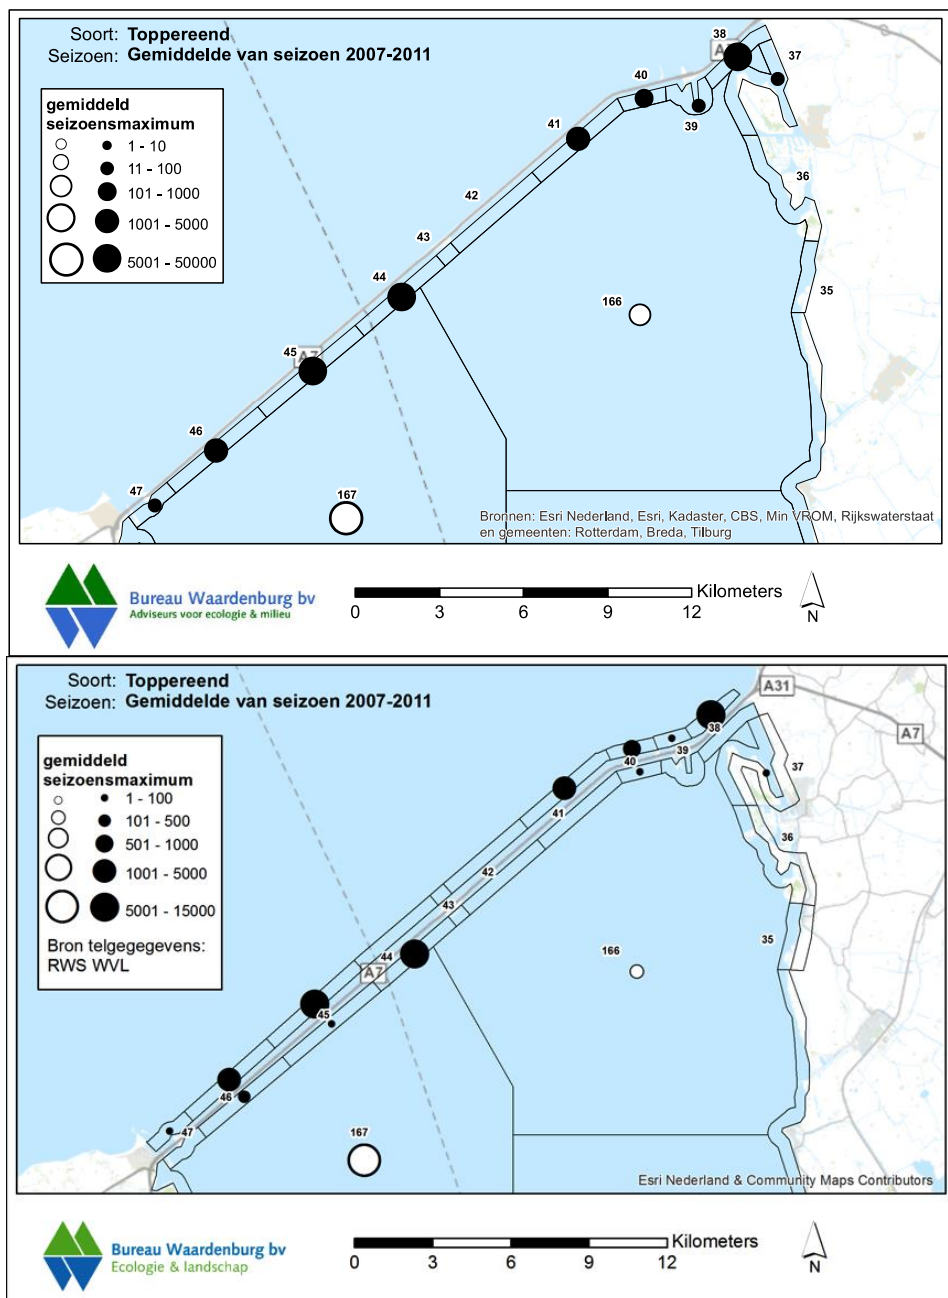 Soort: Toppereend
Seizoen: Gemiddelde van seizoen 2007-2011
gemiddeld
seizoensmaximum
1 - 10
11 - 100
101 - 1000
1001 - 5000
5001 - 50000
38
37
40
39
41
42
36
43
44
35
166
A7
45
46
47
167
Bronnen: Esri Nederland, Esri, Kadaster, CBS, Min VROM, Rijkswaterstaat
en gemeenten: Rotterdam, Breda, Tilburg
Bureau Waardenburg bv
Adviseurs voor ecologie & milieu
Kilometers
0 3 6 9 12
N
Soort: Toppereend
Seizoen: Gemiddelde van seizoen 2007-2011
gemiddeld
seizoensmaximum
1 - 100
101 - 500
501 - 1000
1001 - 5000
5001 - 15000
Bron telgegegevens:
RWS WVL
A31
A7
38
39
37
40
41
36
42
43
35
44
166
A7
45
46
47
167
Esri Nederland & Community Maps Contributors
Bureau Waardenburg bv
Ecologie & landschap
Kilometers
0 3 6 9 12
N